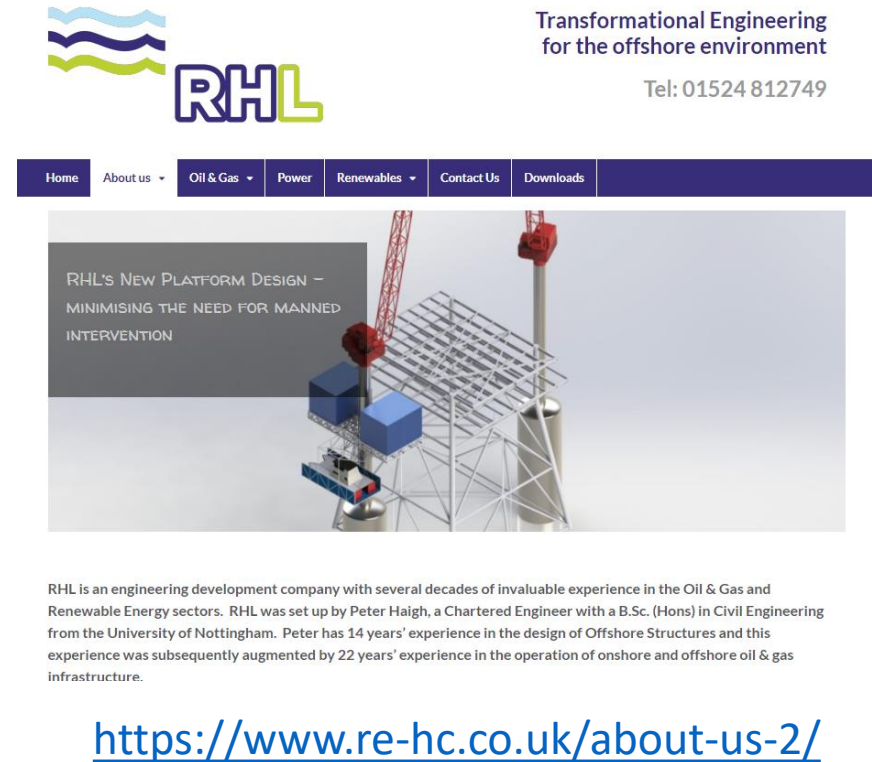 Transformational Engineering
for the offshore environment
RHL
Tel: 01524 812749
Home About us Oil & Gas Power Renewables Contact Us Downloads
RHL's New Platform Design –
minimising the need for manned
intervention
RHL is an engineering development company with several decades of invaluable experience in the Oil & Gas and
Renewable Energy sectors. RHL was set up by Peter Haigh, a Chartered Engineer with a B.Sc. (Hons) in Civil Engineering
from the University of Nottingham. Peter has 14 years' experience in the design of Offshore Structures and this
experience was subsequently augmented by 22 years' experience in the operation of onshore and offshore oil & gas
infrastructure.
https://www.re-hc.co.uk/about-us-2/